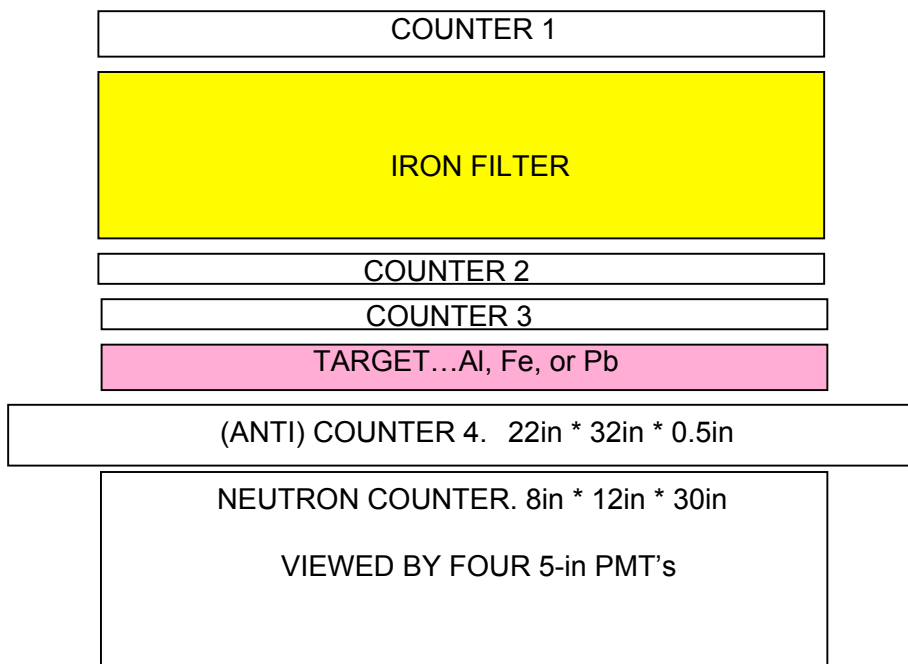 COUNTER 1
IRON FILTER
COUNTER 2
COUNTER 3
TARGET...Al, Fe, or Pb
(ANTI) COUNTER 4. 22in * 32in * 0.5in
NEUTRON COUNTER. 8in * 12in * 30in
VIEWED BY FOUR 5-in PMT's